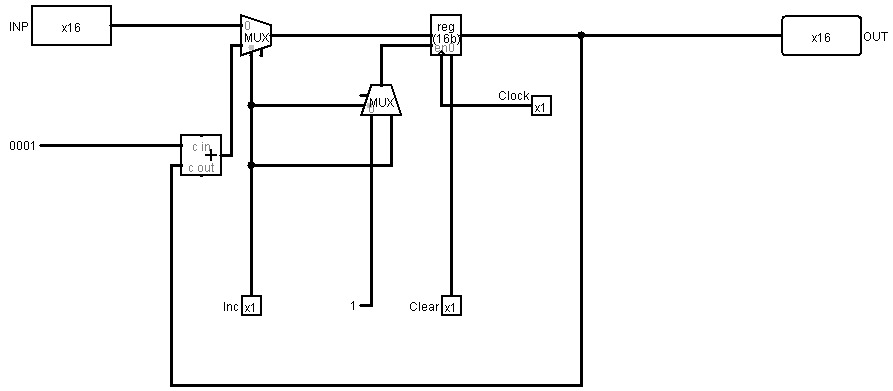 INP
x16
0
MUX
reg
(16b)
en0
x16
OUT
MUX
0
Clock
x1
0001
c in
+
c out
Inc
x1
1
Clear
x1